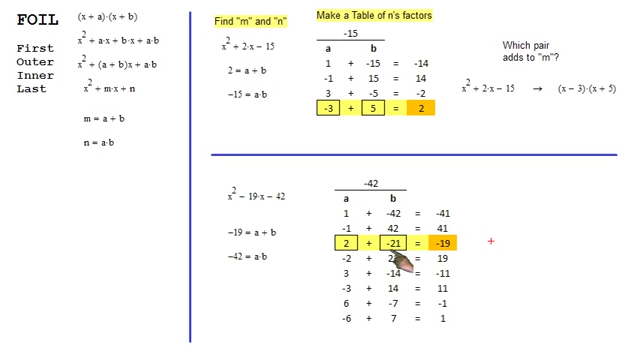 FOIL
First
Outer
Inner
Last
(x + a)·(x + b)
x² + a·x + b·x + a·b
x² + (a + b)x + a·b
x² + m·x + n
m = a + b
n = a·b
Find "m" and "n"
x² + 2·x − 15
2 = a + b
−15 = a·b
Make a Table of n's factors
-15
a b
1 + -15 = -14
-1 + 15 = 14
3 + -5 = -2
-3 + 5 = 2
Which pair
adds to "m"?
x² + 2·x − 15 → (x − 3)·(x + 5)
x² − 19·x − 42
−19 = a + b
−42 = a·b
-42
a b
1 + -42 = -41
-1 + 42 = 41
2 + -21 = -19
-2 + = 19
3 + -14 = -11
-3 + 14 = 11
6 + -7 = -1
-6 + 7 = 1
+